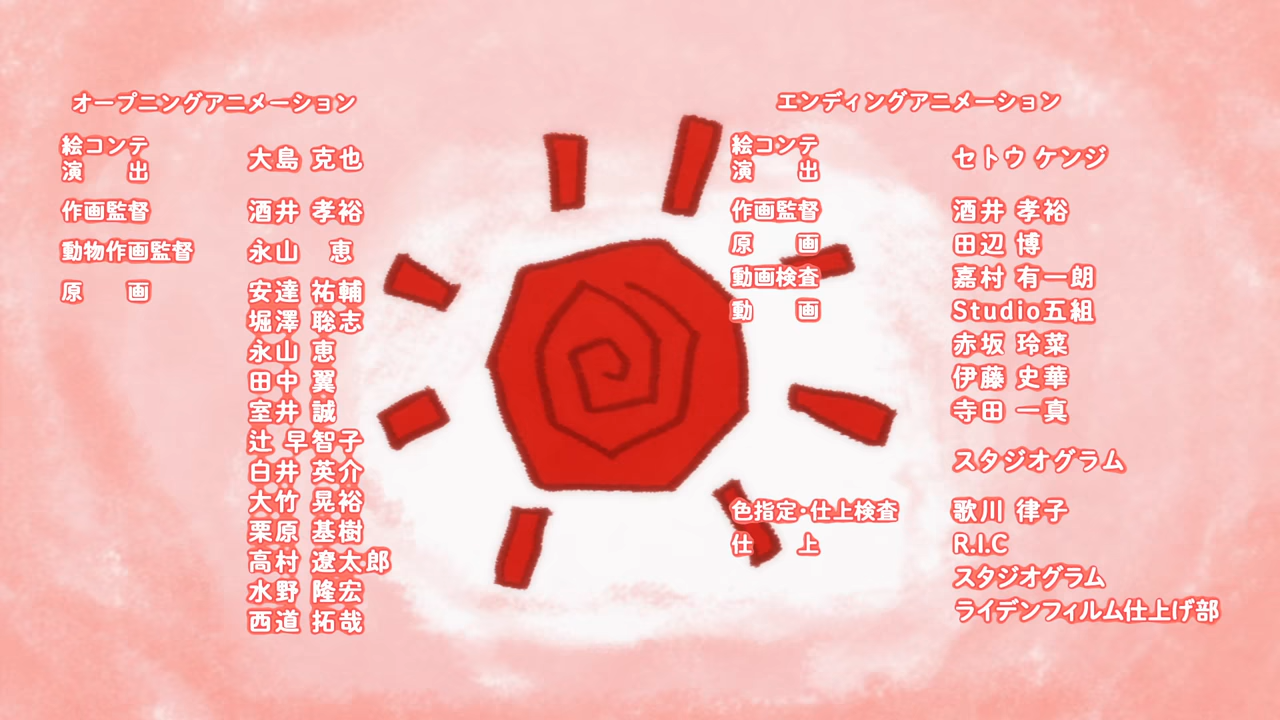 オープニングアニメーション
絵コンテ
演出 大島 克也
作画監督 酒井 孝裕
動物作画監督 永山 恵
原画 安達 祐輔
堀澤 聡志
永山 恵
田中 翼
室井 誠
辻 早智子
白井 英介
大竹 晃裕
栗原 基樹
高村 遼太郎
水野 隆宏
西道 拓哉
エンディングアニメーション
絵コンテ
演出 セトウ ケンジ
作画監督 酒井 孝裕
原画 田辺 博
動画検査 嘉村 有一朗
動画 Studio五組
赤坂 玲菜
伊藤 史華
寺田 一真
スタジオグラム
色指定・仕上検査 歌川 律子
仕上 R.I.C
スタジオグラム
ライデンフィルム仕上げ部